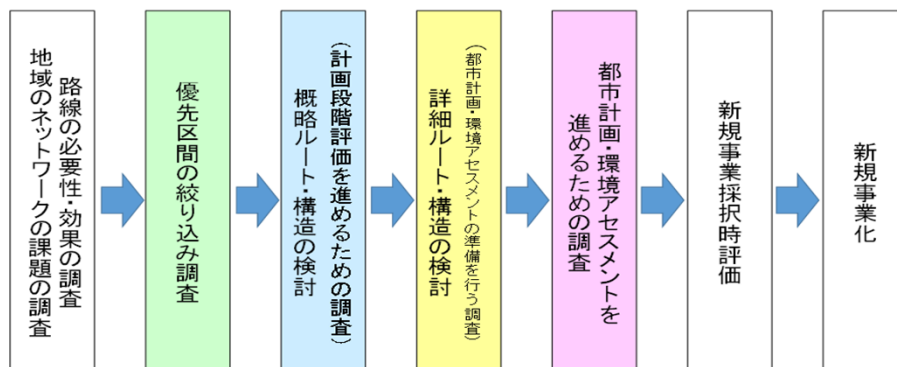 路線の必要性・効果の調査
地域のネットワークの課題の調査
優先区間の絞り込み調査
(計画段階評価を進めるための調査)
概略ルート・構造の検討
(都市計画・環境アセスメントの準備を行う調査)
詳細ルート・構造の検討
都市計画・環境アセスメントを
進めるための調査
新規事業採択時評価
新規事業化